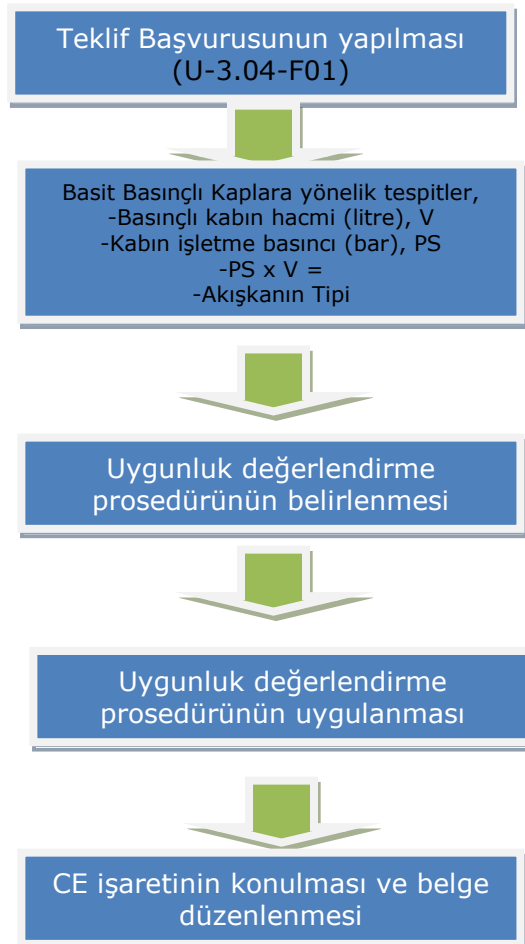 Teklif Başvurusunun yapılması
(U-3.04-F01)
Basit Basınçlı Kaplara yönelik tespitler,
-Basınçlı kabın hacmi (litre), V
-Kabın işletme basıncı (bar), PS
-PS x V =
-Akışkanın Tipi
Uygunluk değerlendirme
prosedürünün belirlenmesi
Uygunluk değerlendirme
prosedürünün uygulanması
CE işaretinin konulması ve belge
düzenlenmesi